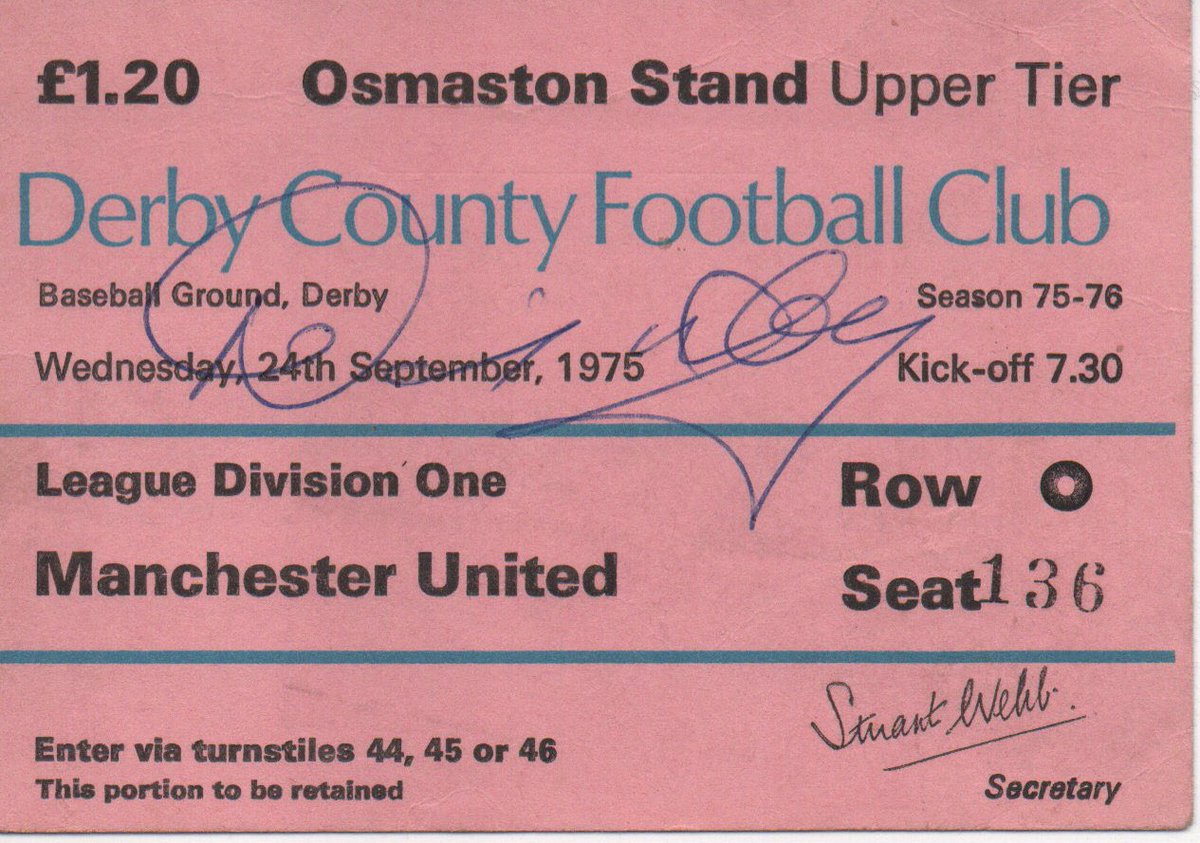 £1.20 Osmaston Stand Upper Tier
Derby County Football Club
Baseball Ground, Derby Season 75-76
Wednesday, 24th September, 1975 Kick-off 7.30
League Division One Row O
Manchester United Seat 136
Stuart Webb.
Enter via turnstiles 44, 45 or 46
This portion to be retained Secretary